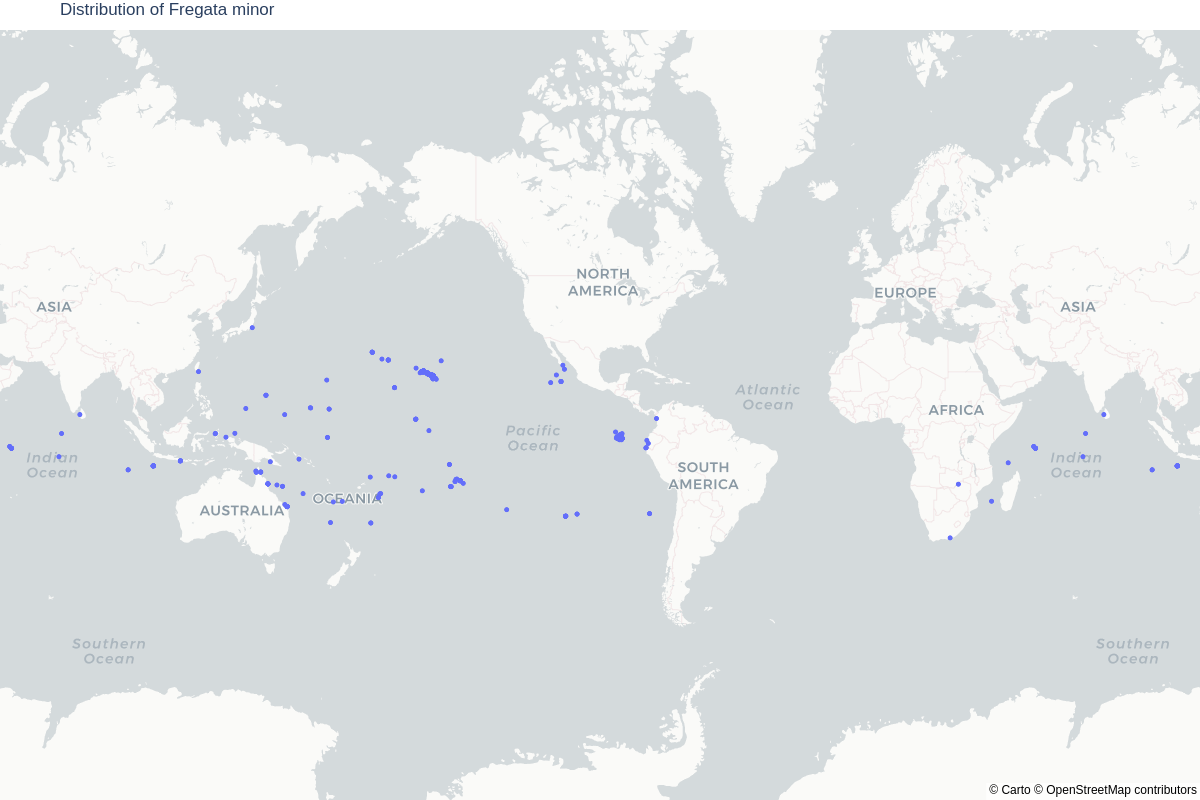 Distribution of Fregata minor
NORTH
AMERICA
EUROPE
ASIA
ASIA
Atlantic
Ocean
AFRICA
Pacific
Ocean
Indian
Ocean
SOUTH
AMERICA
Indian
Ocean
OCEANIA
AUSTRALIA
Southern
Ocean
Southern
Ocean
© Carto © OpenStreetMap contributors